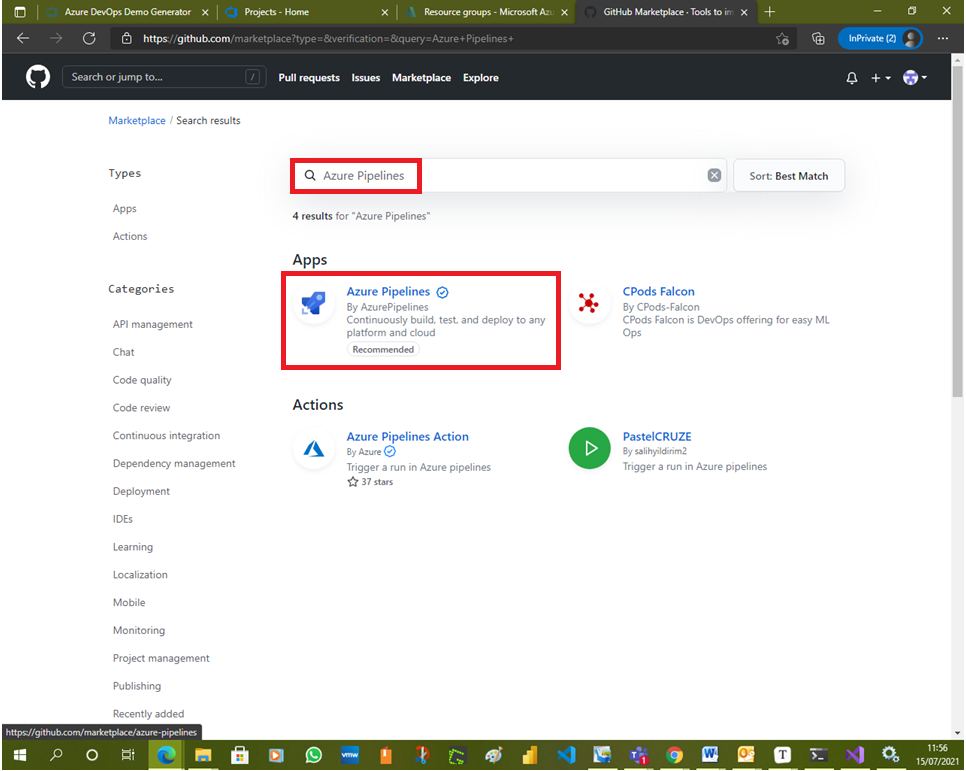 Azure DevOps Demo Generator
Projects - Home
Resource groups - Microsoft Azu
GitHub Marketplace · Tools to im
https://github.com/marketplace?type=&verification=&query=Azure+Pipelines+
InPrivate (2)
Search or jump to...
/
Pull requests
Issues
Marketplace
Explore
Marketplace / Search results
Types
Apps
Actions
Categories
API management
Chat
Code quality
Code review
Continuous integration
Dependency management
Deployment
IDEs
Learning
Localization
Mobile
Monitoring
Project management
Publishing
Recently added
Azure Pipelines
Sort: Best Match
4 results for "Azure Pipelines"
Apps
Azure Pipelines
By AzurePipelines
Continuously build, test, and deploy to any
platform and cloud
Recommended
CPods Falcon
By CPods-Falcon
CPods Falcon is DevOps offering for easy ML
Ops
Actions
Azure Pipelines Action
By Azure
Trigger a run in Azure pipelines
37 stars
PastelCRUZE
By salihyildirim2
Trigger a run in Azure pipelines
https://github.com/marketplace/azure-pipelines
vmw
1
W
T
11:56
15/07/2021